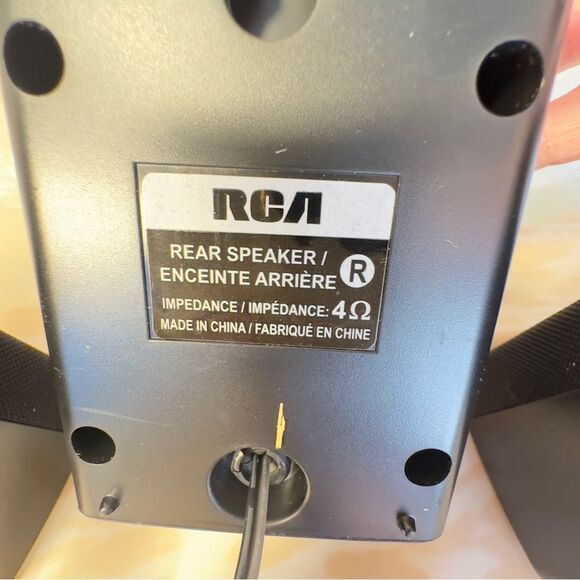 RCA
REAR SPEAKER /
ENCEINTE ARRIÈRE R
IMPEDANCE / IMPÉDANCE: 4Ω
MADE IN CHINA / FABRIQUÉ EN CHINE